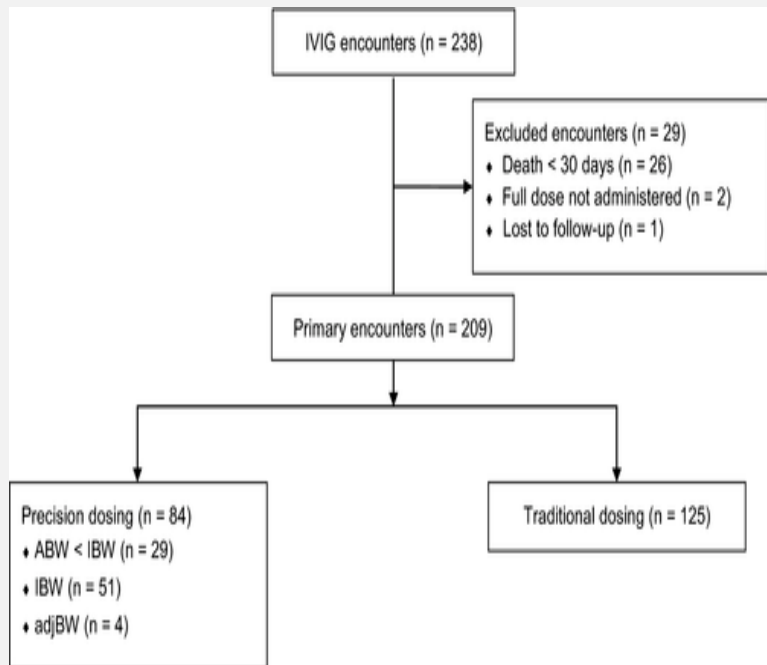 IVIG encounters (n = 238)
Excluded encounters (n = 29)
♦ Death < 30 days (n = 26)
♦ Full dose not administered (n = 2)
♦ Lost to follow-up (n = 1)
Primary encounters (n = 209)
Precision dosing (n = 84)
♦ ABW < IBW (n = 29)
♦ IBW (n = 51)
♦ adjBW (n = 4)
Traditional dosing (n = 125)